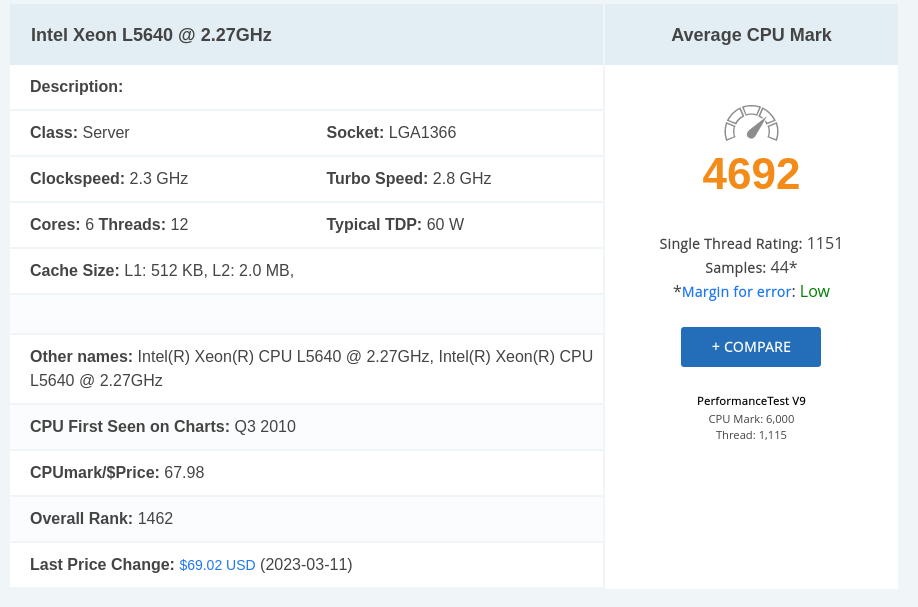 Intel Xeon L5640 @ 2.27GHz
Average CPU Mark
Description:
Class: Server
Socket: LGA1366
Clockspeed: 2.3 GHz
Turbo Speed: 2.8 GHz
Cores: 6 Threads: 12
Typical TDP: 60 W
Cache Size: L1: 512 KB, L2: 2.0 MB,
Other names: Intel(R) Xeon(R) CPU L5640 @ 2.27GHz, Intel(R) Xeon(R) CPU
L5640 @ 2.27GHz
CPU First Seen on Charts: Q3 2010
CPUmark/$Price: 67.98
Overall Rank: 1462
Last Price Change: $69.02 USD (2023-03-11)
4692
Single Thread Rating: 1151
Samples: 44*
*Margin for error: Low
+ COMPARE
PerformanceTest V9
CPU Mark: 6,000
Thread: 1,115